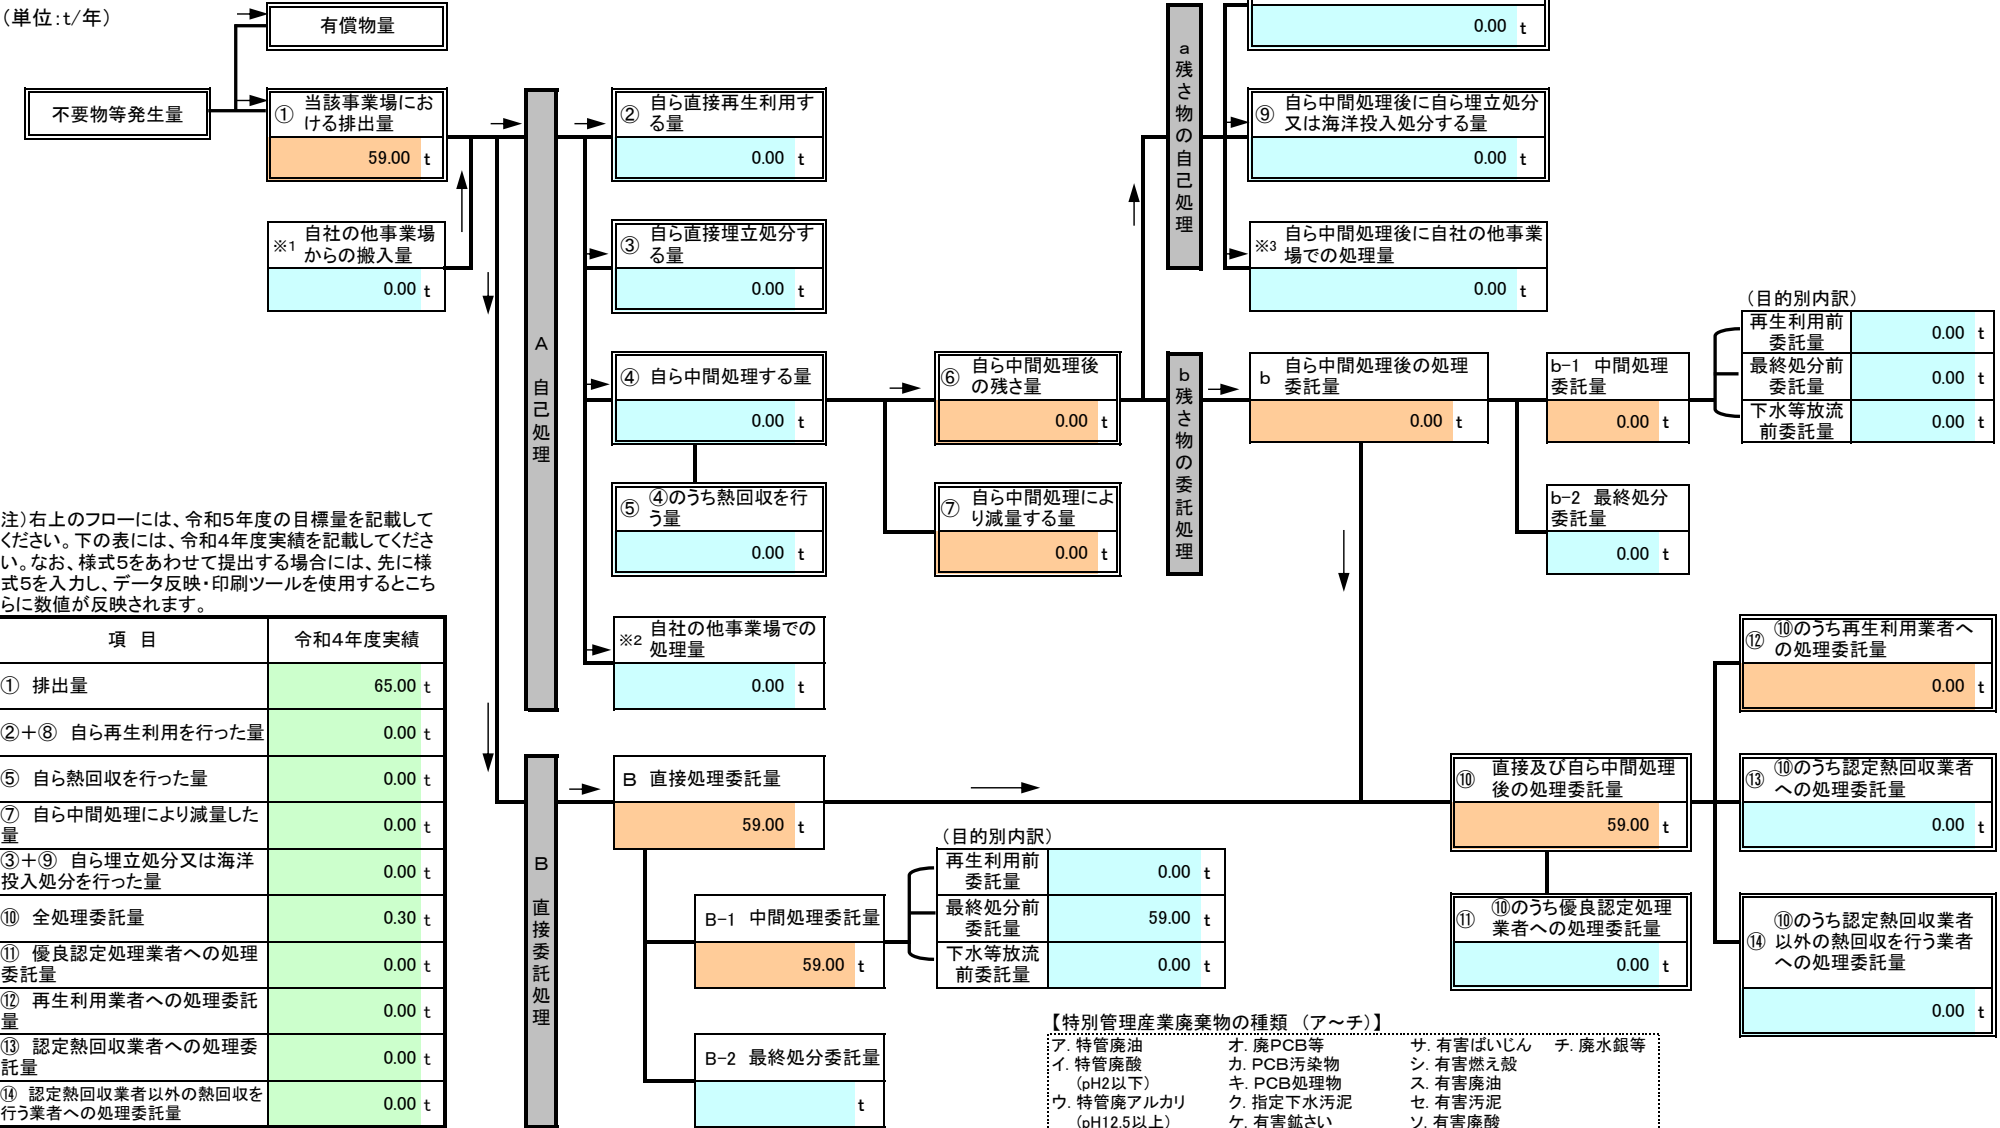 （単位：t/年）
有償物量
不要物等発生量
① 当該事業場にお
ける排出量
59.00 t
※1 自社の他事業場
からの搬入量
0.00 t
A 自己処理
② 自ら直接再生利用す
る量
0.00 t
③ 自ら直接埋立処分す
る量
0.00 t
④ 自ら中間処理する量
0.00 t
⑤ ④のうち熱回収を行
う量
0.00 t
※2 自社の他事業場での
処理量
0.00 t
⑥ 自ら中間処理後
の残さ量
0.00 t
⑦ 自ら中間処理によ
り減量する量
0.00 t
a 残さ物の自己処理
0.00 t
⑨ 自ら中間処理後に自ら埋立処分
又は海洋投入処分する量
0.00 t
※3 自ら中間処理後に自社の他事業
場での処理量
0.00 t
b 残さ物の委託処理
b 自ら中間処理後の処理
委託量
0.00 t
b-1 中間処理
委託量
0.00 t
（目的別内訳）
再生利用前
委託量 0.00 t
最終処分前
委託量 0.00 t
下水等放流
前委託量 0.00 t
b-2 最終処分
委託量
0.00 t
注）右上のフローには、令和5年度の目標量を記載して
ください。下の表には、令和4年度実績を記載してくださ
い。なお、様式5をあわせて提出する場合には、先に様
式5を入力し、データ反映・印刷ツールを使用するとこち
らに数値が反映されます。
項 目 令和4年度実績
① 排出量 65.00 t
②＋⑧ 自ら再生利用を行った量 0.00 t
⑤ 自ら熱回収を行った量 0.00 t
⑦ 自ら中間処理により減量した
量 0.00 t
③＋⑨ 自ら埋立処分又は海洋
投入処分を行った量 0.00 t
⑩ 全処理委託量 0.30 t
⑪ 優良認定処理業者への処理
委託量 0.00 t
⑫ 再生利用業者への処理委託
量 0.00 t
⑬ 認定熱回収業者への処理委
託量 0.00 t
⑭ 認定熱回収業者以外の熱回収を
行う業者への処理委託量 0.00 t
B 直接委託処理
B 直接処理委託量
59.00 t
B-1 中間処理委託量
59.00 t
（目的別内訳）
再生利用前
委託量 0.00 t
最終処分前
委託量 59.00 t
下水等放流
前委託量 0.00 t
B-2 最終処分委託量
t
⑩ 直接及び自ら中間処理
後の処理委託量
59.00 t
⑪ ⑩のうち優良認定処理
業者への処理委託量
0.00 t
⑫ ⑩のうち再生利用業者へ
の処理委託量
0.00 t
⑬ ⑩のうち認定熱回収業者
への処理委託量
0.00 t
⑭ ⑩のうち認定熱回収業者
以外の熱回収を行う業者
への処理委託量
0.00 t
【特別管理産業廃棄物の種類 （ア～チ）】
ア. 特管廃油 オ. 廃PCB等 サ. 有害ばいじん チ. 廃水銀等
イ. 特管廃酸 カ. PCB汚染物 シ. 有害燃え殻
（pH2以下） キ. PCB処理物 ス. 有害廃油
ウ. 特管廃アルカリ ク. 指定下水汚泥 セ. 有害汚泥
（pH12.5以上） ケ. 有害鉱さい ソ. 有害廃酸